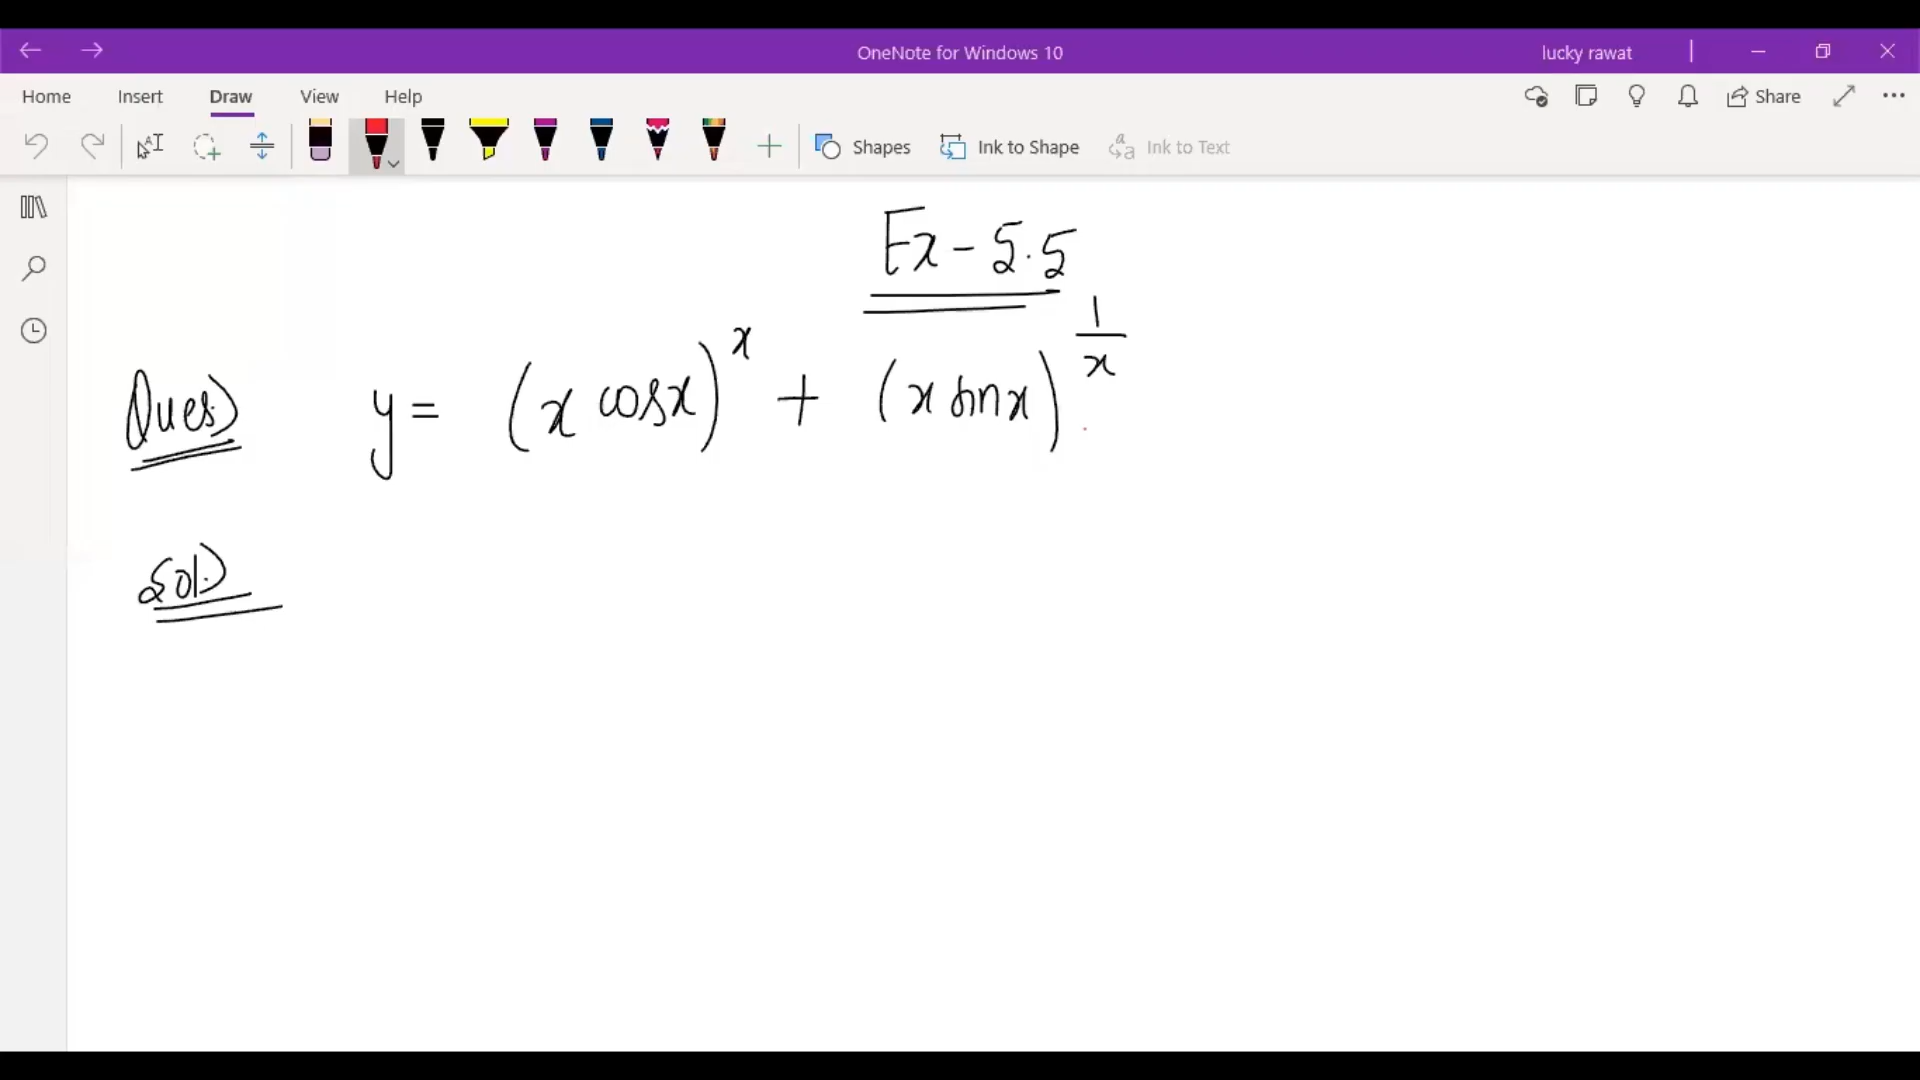 OneNote for Windows 10
lucky rawat
Home Insert Draw View Help
Share
Shapes Ink to Shape Ink to Text
Ex - 5.5
Ques) y = (x cosx)^x + (x sinx)^(1/x)
Sol.)